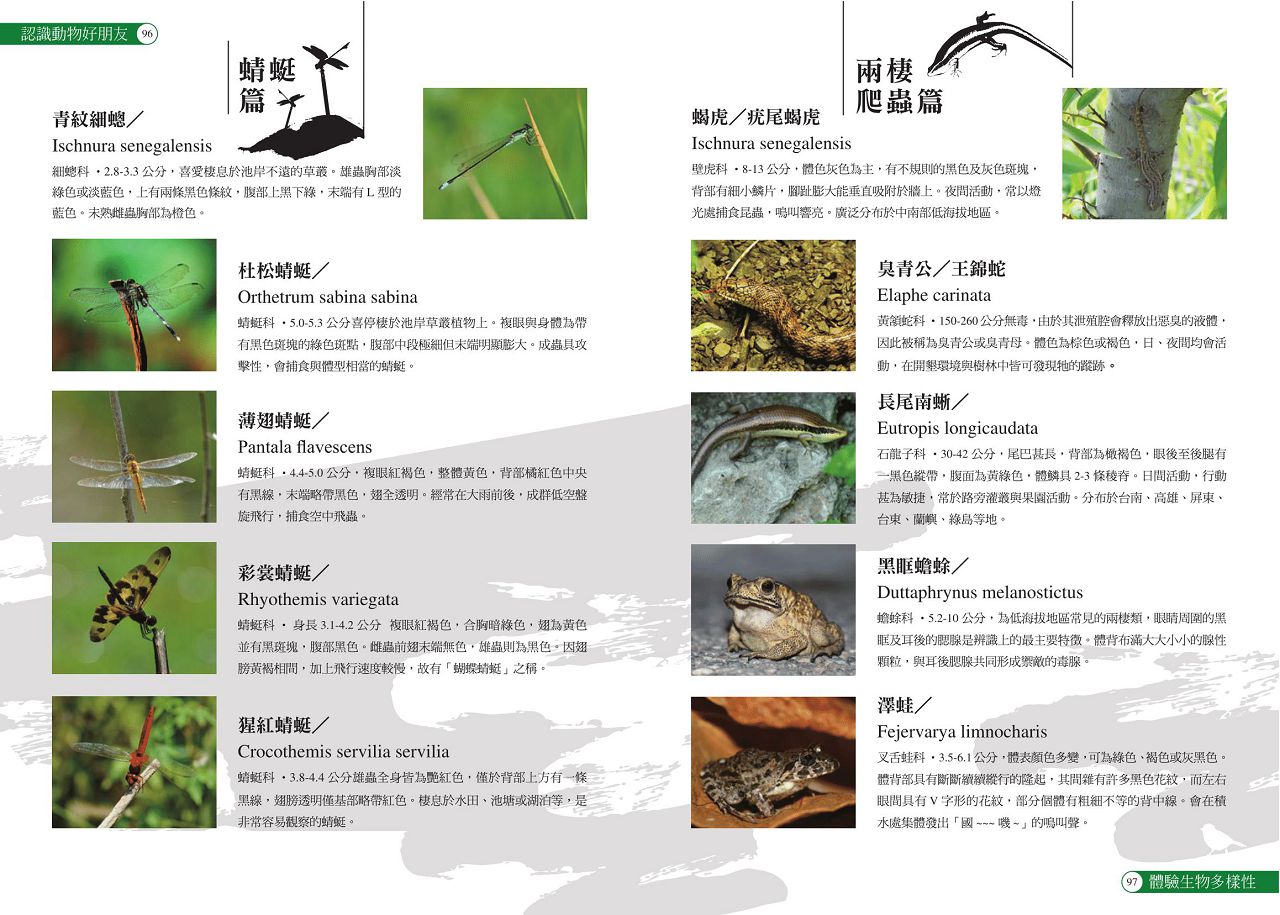 認識動物好朋友 96
蜻蜓
篇
青紋細蟌／
Ischnura senegalensis
細蟌科 ‧2.8-3.3 公分，喜愛棲息於池岸不遠的草叢。雄蟲胸部淡
綠色或淡藍色，上有兩條黑色條紋，腹部上黑下綠，末端有 L 型的
藍色。未熟雌蟲胸部為橙色。
杜松蜻蜓／
Orthetrum sabina sabina
蜻蜓科 ‧5.0-5.3 公分喜停棲於池岸草叢植物上。複眼與身體為帶
有黑色斑塊的綠色斑點，腹部中段極細但末端明顯膨大。成蟲具攻
擊性，會捕食與體型相當的蜻蜓。
薄翅蜻蜓／
Pantala flavescens
蜻蜓科 ‧4.4-5.0 公分，複眼紅褐色，整體黃色，背部橘紅色中央
有黑線，末端略帶黑色，翅全透明。經常在大雨前後，成群低空盤
旋飛行，捕食空中飛蟲。
彩裳蜻蜓／
Rhyothemis variegata
蜻蜓科‧ 身長 3.1-4.2 公分 複眼紅褐色，合胸暗綠色，翅為黃色
並有黑斑塊，腹部黑色。雌蟲前翅末端無色，雄蟲則為黑色。因翅
膀黃褐相間，加上飛行速度較慢，故有「蝴蝶蜻蜓」之稱。
猩紅蜻蜓／
Crocothemis servilia servilia
蜻蜓科 ‧3.8-4.4 公分雄蟲全身皆為艷紅色，僅於背部上方有一條
黑線，翅膀透明僅基部略帶紅色。棲息於水田、池塘或湖泊等，是
非常容易觀察的蜻蜓。
兩棲
爬蟲篇
蝎虎／疣尾蝎虎
Ischnura senegalensis
壁虎科 ‧8-13 公分，體色灰色為主，有不規則的黑色及灰色斑塊，
背部有細小鱗片，腳趾膨大能垂直吸附於牆上。夜間活動，常以燈
光處捕食昆蟲，鳴叫響亮。廣泛分布於中南部低海拔地區。
臭青公／王錦蛇
Elaphe carinata
黃頷蛇科‧150-260 公分無毒，由於其泄殖腔會釋放出惡臭的液體，
因此被稱為臭青公或臭青母。體色為棕色或褐色，日、夜間均會活
動，在開墾環境與樹林中皆可發現牠的蹤跡。
長尾南蜥／
Eutropis longicaudata
石龍子科‧30-42 公分，尾巴甚長，背部為橄褐色，眼後至後腿有
一黑色縱帶，腹面為黃綠色，體鱗具 2-3 條稜脊。日間活動，行動
甚為敏捷，常於路旁灌叢與果園活動。分布於台南、高雄、屏東、
台東、蘭嶼、綠島等地。
黑眶蟾蜍／
Duttaphrynus melanostictus
蟾蜍科 ‧5.2-10 公分，為低海拔地區常見的兩棲類，眼睛周圍的黑
眶及耳後的腮腺是辨識上的最主要特徵。體背布滿大大小小的腺性
顆粒，與耳後腮腺共同形成禦敵的毒腺。
澤蛙／
Fejervarya limnocharis
叉舌蛙科‧3.5-6.1公分，體表顏色多變，可為綠色、褐色或灰黑色。
體背部具有斷斷續續縱行的隆起，其間雜有許多黑色花紋，而左右
眼間具有 V 字形的花紋，部分個體有粗細不等的背中線。會在積
水處集體發出「國 ~~~ 嘰 ~」的鳴叫聲。
97 體驗生物多樣性